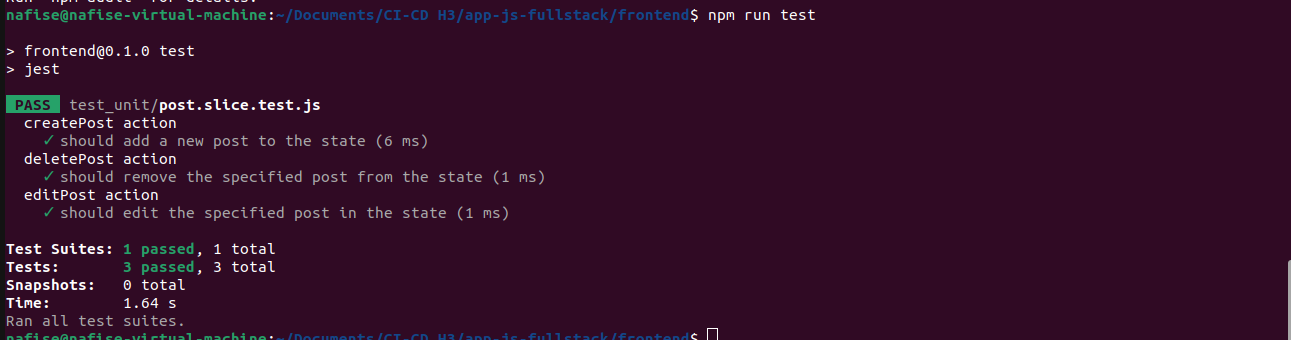 Run `npm audit` for details.
nafise@nafise-virtual-machine:~/Documents/CI-CD H3/app-js-fullstack/frontend$ npm run test
> frontend@0.1.0 test
> jest
PASS test_unit/post.slice.test.js
createPost action
✓ should add a new post to the state (6 ms)
deletePost action
✓ should remove the specified post from the state (1 ms)
editPost action
✓ should edit the specified post in the state (1 ms)
Test Suites: 1 passed, 1 total
Tests: 3 passed, 3 total
Snapshots: 0 total
Time: 1.64 s
Ran all test suites.
nafise@nafise-virtual-machine:~/Documents/CI-CD H3/app-js-fullstack/frontend$